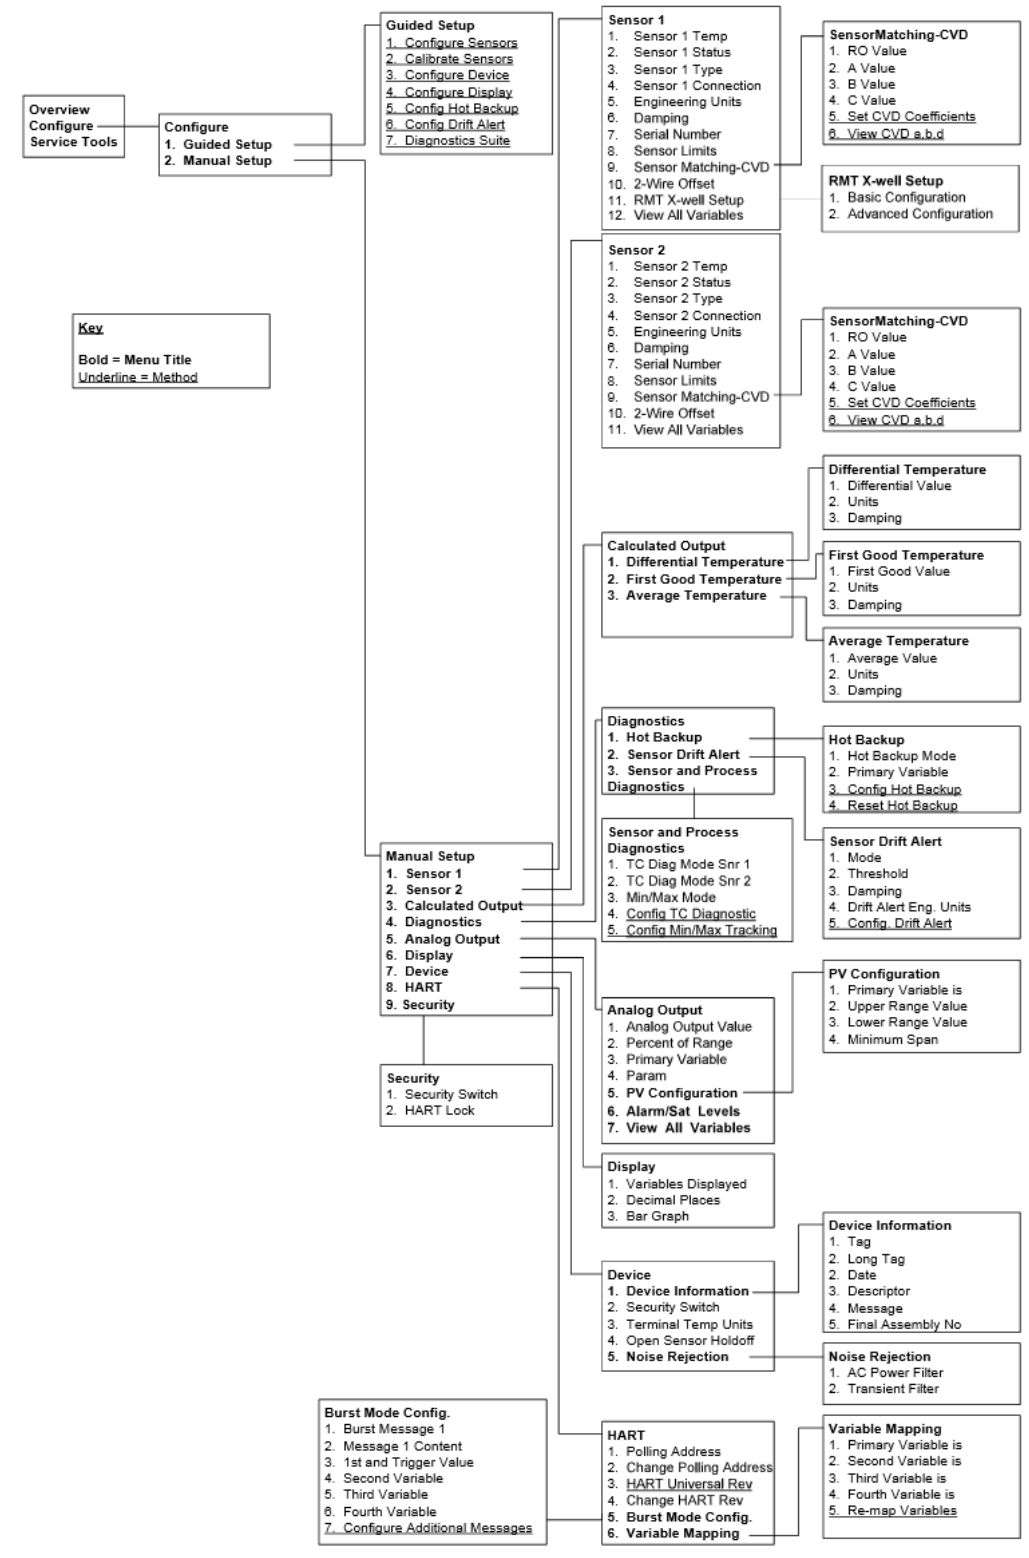 Overview
Configure
Service Tools
Configure
1. Guided Setup
2. Manual Setup
Guided Setup
1. Configure Sensors
2. Calibrate Sensors
3. Configure Device
4. Configure Display
5. Config Hot Backup
6. Config Drift Alert
7. Diagnostics Suite
Key
Bold = Menu Title
Underline = Method
Sensor 1
1. Sensor 1 Temp
2. Sensor 1 Status
3. Sensor 1 Type
4. Sensor 1 Connection
5. Engineering Units
6. Damping
7. Serial Number
8. Sensor Limits
9. Sensor Matching-CVD
10. 2-Wire Offset
11. RMT X-well Setup
12. View All Variables
SensorMatching-CVD
1. RO Value
2. A Value
3. B Value
4. C Value
5. Set CVD Coefficients
6. View CVD a,b,d
RMT X-well Setup
1. Basic Configuration
2. Advanced Configuration
Sensor 2
1. Sensor 2 Temp
2. Sensor 2 Status
3. Sensor 2 Type
4. Sensor 2 Connection
5. Engineering Units
6. Damping
7. Serial Number
8. Sensor Limits
9. Sensor Matching-CVD
10. 2-Wire Offset
11. View All Variables
SensorMatching-CVD
1. RO Value
2. A Value
3. B Value
4. C Value
5. Set CVD Coefficients
6. View CVD a,b,d
Calculated Output
1. Differential Temperature
2. First Good Temperature
3. Average Temperature
Differential Temperature
1. Differential Value
2. Units
3. Damping
First Good Temperature
1. First Good Value
2. Units
3. Damping
Average Temperature
1. Average Value
2. Units
3. Damping
Diagnostics
1. Hot Backup
2. Sensor Drift Alert
3. Sensor and Process
Diagnostics
Hot Backup
1. Hot Backup Mode
2. Primary Variable
3. Config Hot Backup
4. Reset Hot Backup
Sensor and Process
Diagnostics
1. TC Diag Mode Snr 1
2. TC Diag Mode Snr 2
3. Min/Max Mode
4. Config TC Diagnostic
5. Config Min/Max Tracking
Sensor Drift Alert
1. Mode
2. Threshold
3. Damping
4. Drift Alert Eng. Units
5. Config. Drift Alert
Manual Setup
1. Sensor 1
2. Sensor 2
3. Calculated Output
4. Diagnostics
5. Analog Output
6. Display
7. Device
8. HART
9. Security
Security
1. Security Switch
2. HART Lock
Analog Output
1. Analog Output Value
2. Percent of Range
3. Primary Variable
4. Param
5. PV Configuration
6. Alarm/Sat Levels
7. View All Variables
PV Configuration
1. Primary Variable is
2. Upper Range Value
3. Lower Range Value
4. Minimum Span
Display
1. Variables Displayed
2. Decimal Places
3. Bar Graph
Device
1. Device Information
2. Security Switch
3. Terminal Temp Units
4. Open Sensor Holdoff
5. Noise Rejection
Device Information
1. Tag
2. Long Tag
2. Date
3. Descriptor
4. Message
5. Final Assembly No
Noise Rejection
1. AC Power Filter
2. Transient Filter
Burst Mode Config.
1. Burst Message 1
2. Message 1 Content
3. 1st and Trigger Value
4. Second Variable
5. Third Variable
6. Fourth Variable
7. Configure Additional Messages
HART
1. Polling Address
2. Change Polling Address
3. HART Universal Rev
4. Change HART Rev
5. Burst Mode Config.
6. Variable Mapping
Variable Mapping
1. Primary Variable is
2. Second Variable is
3. Third Variable is
4. Fourth Variable is
5. Re-map Variables